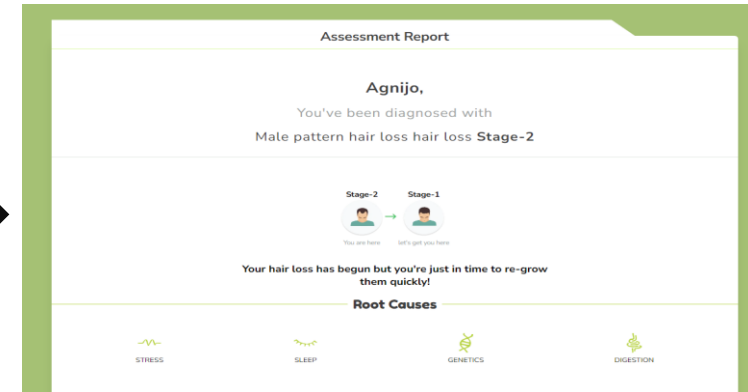 Assessment Report
Agnijo,
You've been diagnosed with
Male pattern hair loss hair loss Stage-2
Stage-2 Stage-1
You are here let's get you here
Your hair loss has begun but you're just in time to re-grow
them quickly!
Root Causes
STRESS SLEEP GENETICS DIGESTION